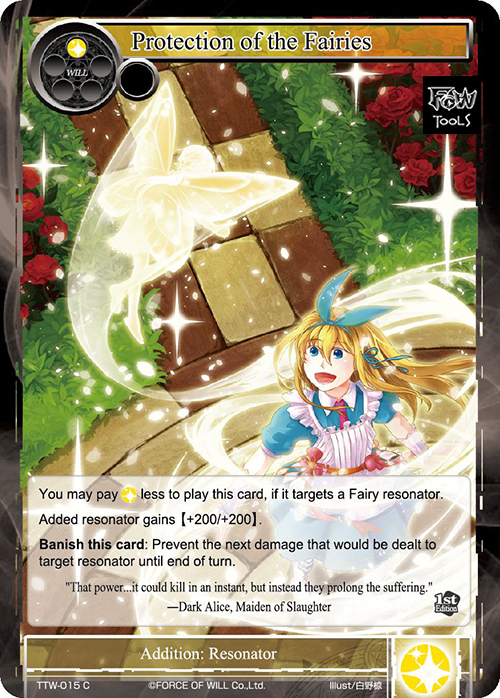 Protection of the Fairies
WILL
FOW
TOOLS
You may pay less to play this card, if it targets a Fairy resonator.
Added resonator gains 【+200/+200】.
Banish this card: Prevent the next damage that would be dealt to
target resonator until end of turn.
"That power...it could kill in an instant, but instead they prolong the suffering."
—Dark Alice, Maiden of Slaughter
1st
Edition
Addition: Resonator
TTW-015 C ©FORCE OF WILL Co.,Ltd. Illust/白野椋